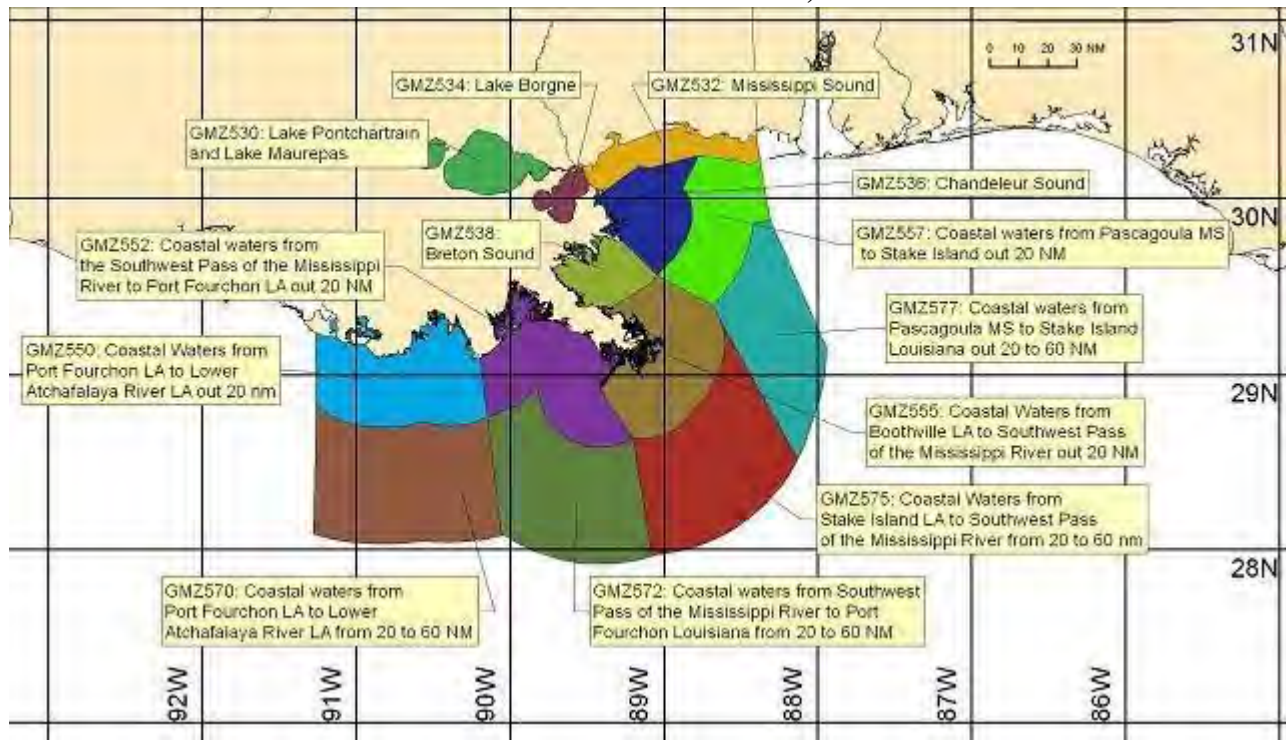 31N
0 10 20 30 NM
GMZ534: Lake Borgne
GMZ532: Mississippi Sound
GMZ530: Lake Pontchartrain
and Lake Maurepas
GMZ536: Chandeleur Sound
30N
GMZ538:
Breton Sound
GMZ552: Coastal waters from
the Southwest Pass of the Mississippi
River to Port Fourchon LA out 20 NM
GMZ557: Coastal waters from Pascagoula MS
to Stake Island out 20 NM
GMZ577: Coastal waters from
Pascagoula MS to Stake Island
Louisiana out 20 to 60 NM
GMZ550: Coastal Waters from
Port Fourchon LA to Lower
Atchafalaya River LA out 20 nm
29N
GMZ555: Coastal Waters from
Boothville LA to Southwest Pass
of the Mississippi River out 20 NM
GMZ575: Coastal Waters from
Stake Island LA to Southwest Pass
of the Mississippi River from 20 to 60 nm
28N
GMZ570: Coastal waters from
Port Fourchon LA to Lower
Atchafalaya River LA from 20 to 60 NM
GMZ572: Coastal waters from Southwest
Pass of the Mississippi River to Port
Fourchon Louisiana from 20 to 60 NM
92W
91W
90W
89W
88W
87W
86W